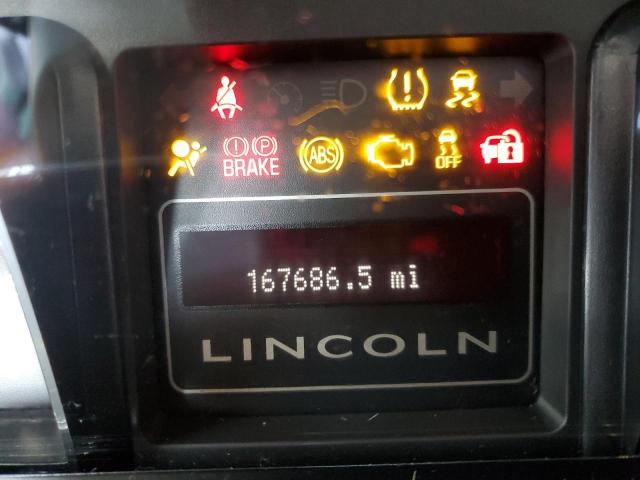 (!) (P) ABS
BRAKE OFF
167686.5 mi
LINCOLN